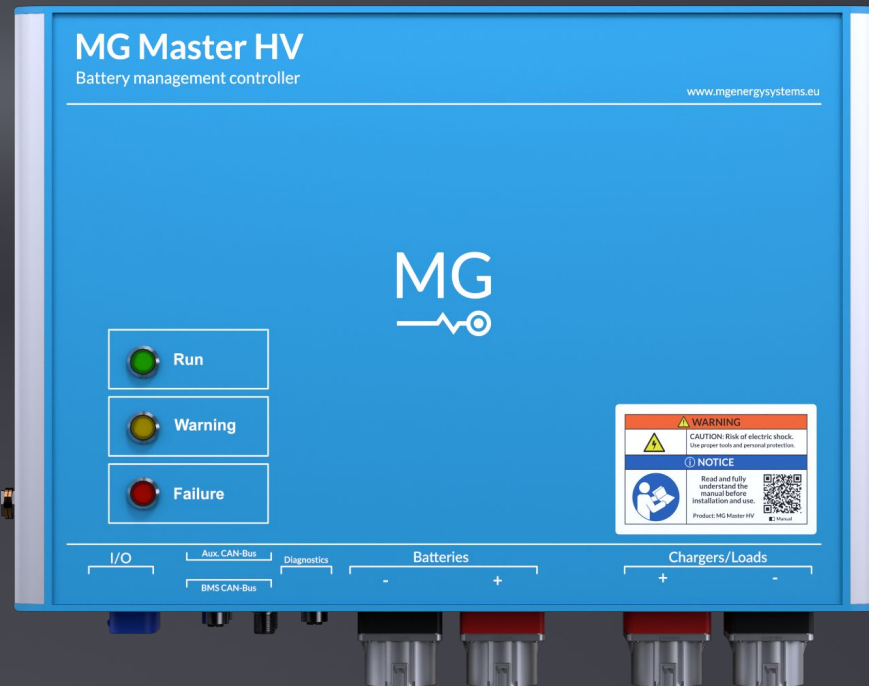 MG Master HV
Battery management controller
www.mgenergysystems.eu
MG
Run
Warning
Failure
WARNING
CAUTION: Risk of electric shock.
Use proper tools and personal protection.
NOTICE
Read and fully
understand the
manual before
installation and use.
Product: MG Master HV
Manual
I/O
Aux. CAN-Bus
BMS CAN-Bus
Diagnostics
Batteries
- +
Chargers/Loads
+ -